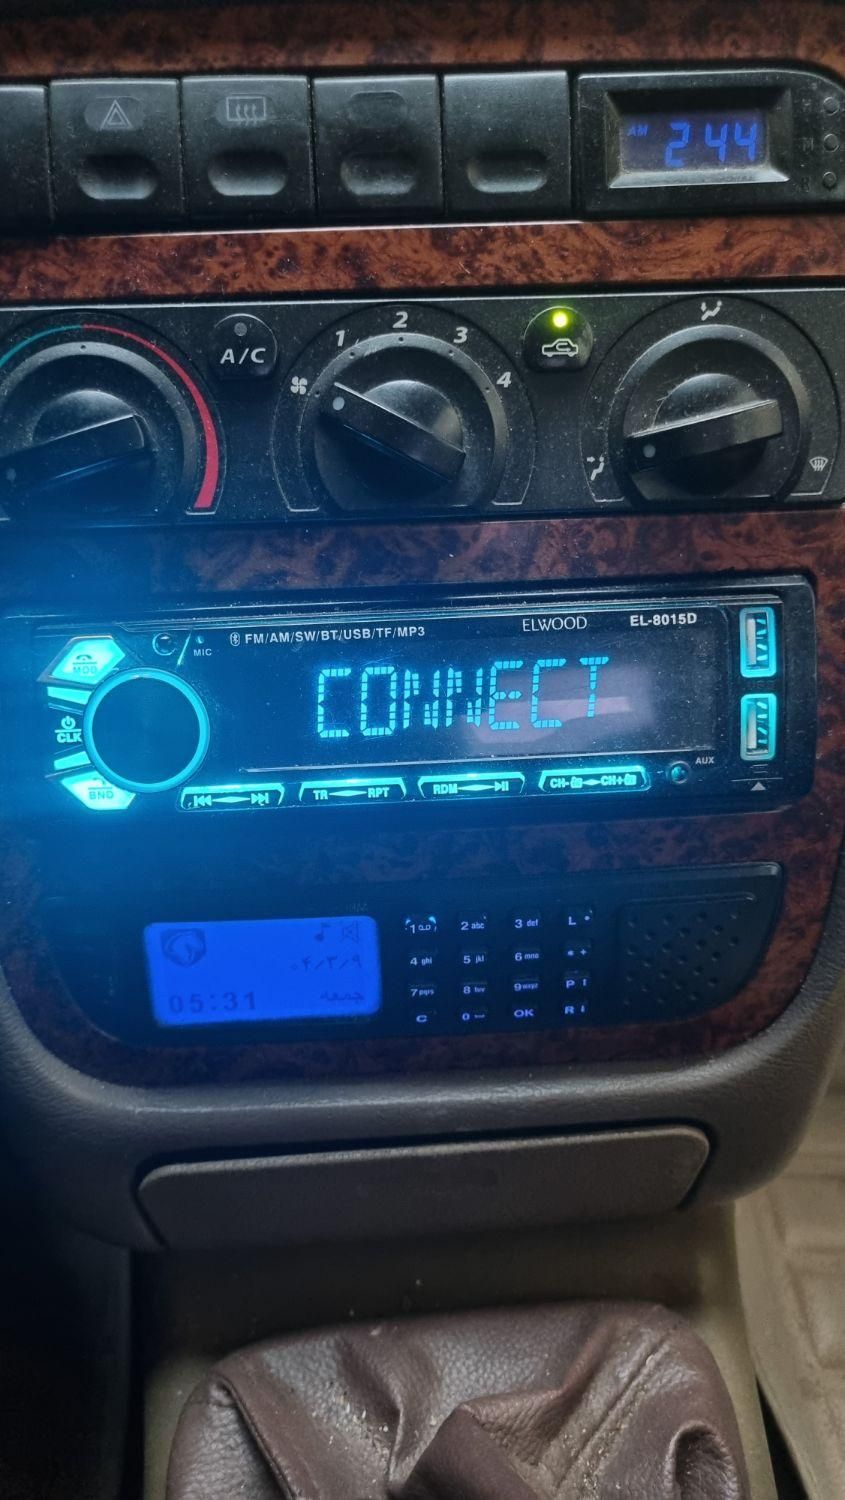 AM 2:44
1 2 3 4
A/C
FM/AM/SW/BT/USB/TF/MP3
ELWOOD
EL-8015D
MIC
MOD
CONNECT
CLK
BND
AUX
TR RPT
RDM
CH- CH+
1
2 abc
3 def
L
۰۴/۳/۹
4 ghi
5 jkl
6 mno
* +
05:31
جمعه
7 pqrs
8 tuv
9 wxyz
P
C
0
OK
R